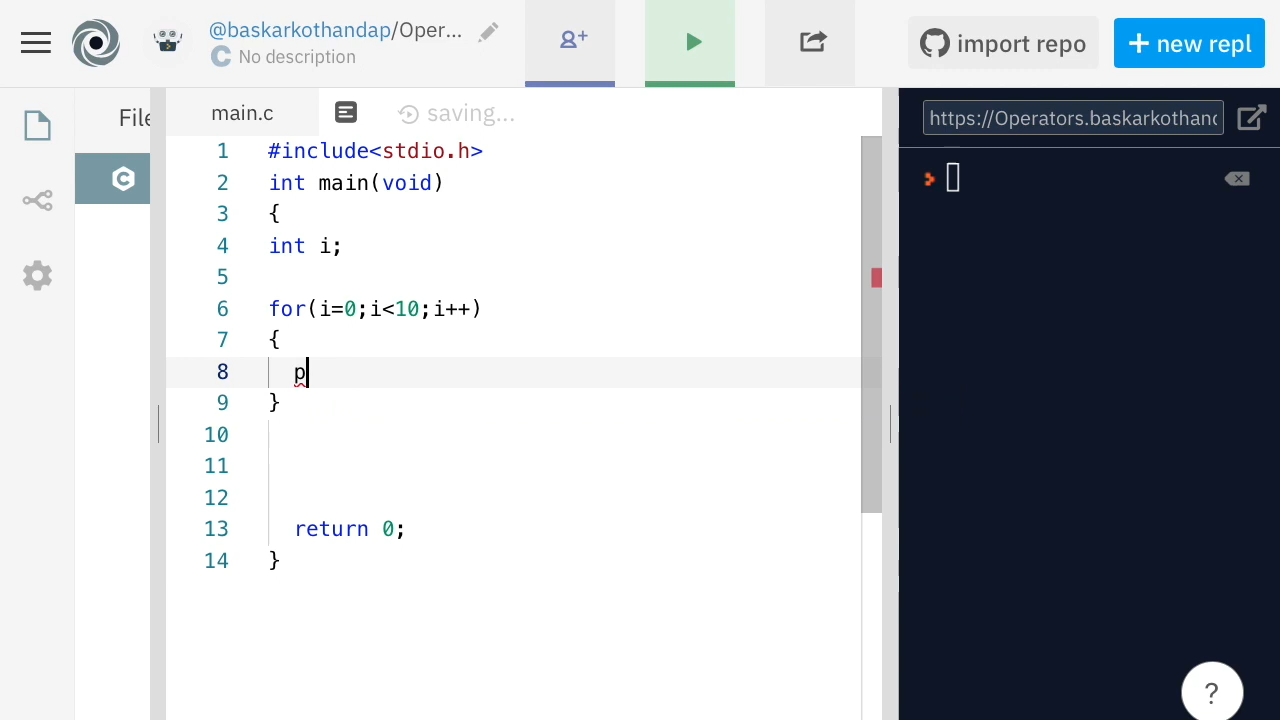 @baskarkothandap/Oper...
No description
import repo
+ new repl
File
main.c
saving...
https://Operators.baskarkothand
1 #include<stdio.h>
2 int main(void)
3 {
4 int i;
5
6 for(i=0;i<10;i++)
7 {
8 p
9 }
10
11
12
13 return 0;
14 }
?